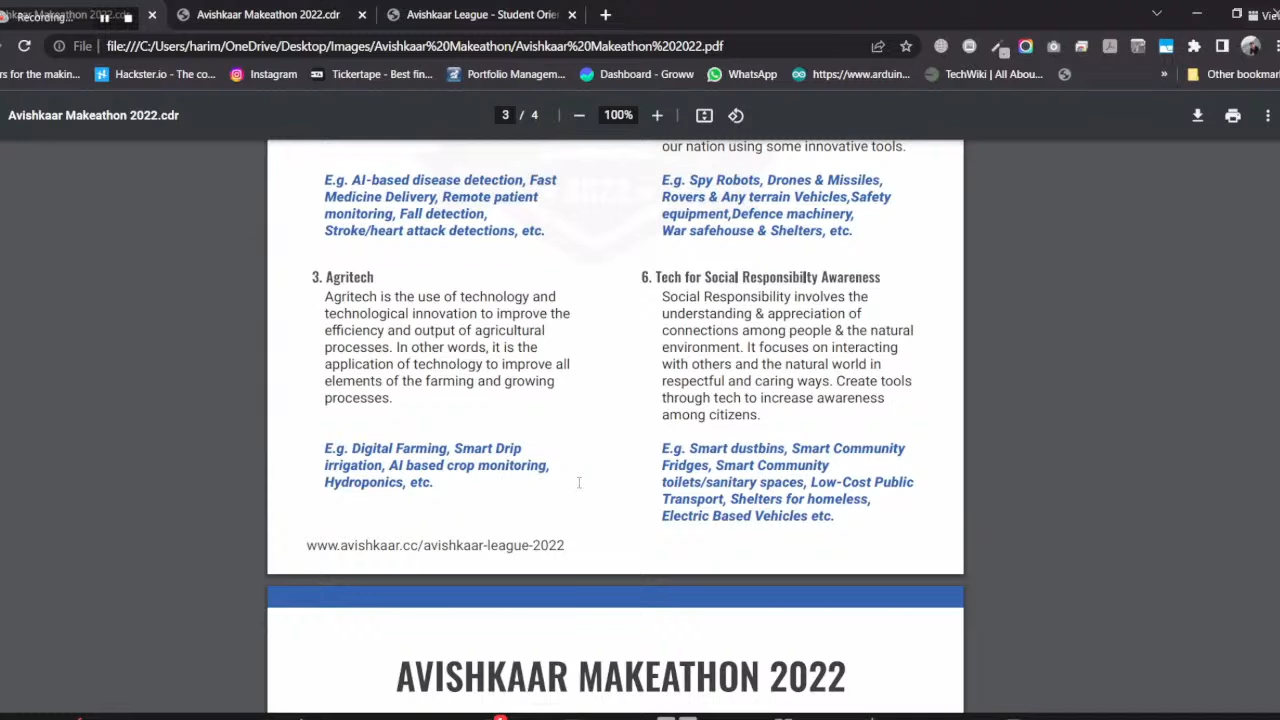 Recording...
Avishkaar Makeathon 2022.cdr
Avishkaar League - Student Orie
View
File
file:///C:/Users/harim/OneDrive/Desktop/Images/Avishkaar%20Makeathon/Avishkaar%20Makeathon%202022.pdf
rs for the makin...
Hackster.io - The co...
Instagram
Tickertape - Best fin...
Portfolio Managem...
Dashboard - Groww
WhatsApp
https://www.arduin...
TechWiki | All Abou...
»
Other bookmar
Avishkaar Makeathon 2022.cdr
3 / 4
100%
our nation using some innovative tools.
E.g. AI-based disease detection, Fast
Medicine Delivery, Remote patient
monitoring, Fall detection,
Stroke/heart attack detections, etc.
E.g. Spy Robots, Drones & Missiles,
Rovers & Any terrain Vehicles,Safety
equipment,Defence machinery,
War safehouse & Shelters, etc.
3. Agritech
Agritech is the use of technology and
technological innovation to improve the
efficiency and output of agricultural
processes. In other words, it is the
application of technology to improve all
elements of the farming and growing
processes.
E.g. Digital Farming, Smart Drip
irrigation, AI based crop monitoring,
Hydroponics, etc.
6. Tech for Social Responsibilty Awareness
Social Responsibility involves the
understanding & appreciation of
connections among people & the natural
environment. It focuses on interacting
with others and the natural world in
respectful and caring ways. Create tools
through tech to increase awareness
among citizens.
E.g. Smart dustbins, Smart Community
Fridges, Smart Community
toilets/sanitary spaces, Low-Cost Public
Transport, Shelters for homeless,
Electric Based Vehicles etc.
www.avishkaar.cc/avishkaar-league-2022
AVISHKAAR MAKEATHON 2022